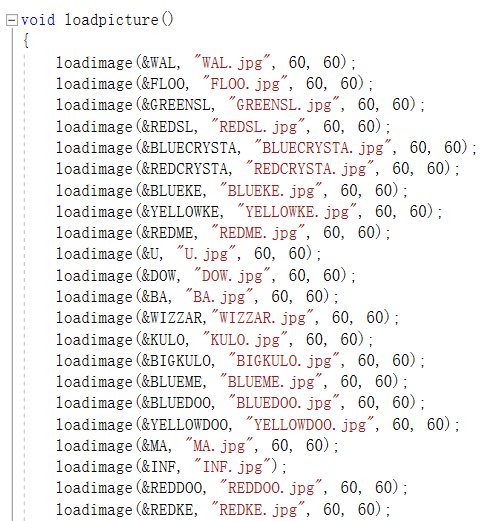 void loadpicture()
{
loadimage(&WAL, "WAL.jpg", 60, 60);
loadimage(&FLOO, "FLOO.jpg", 60, 60);
loadimage(&GREENSL, "GREENSL.jpg", 60, 60);
loadimage(&REDSL, "REDSL.jpg", 60, 60);
loadimage(&BLUECRYSTA, "BLUECRYSTA.jpg", 60, 60);
loadimage(&REDCRYSTA, "REDCRYSTA.jpg", 60, 60);
loadimage(&BLUEKE, "BLUEKE.jpg", 60, 60);
loadimage(&YELLOWKE, "YELLOWKE.jpg", 60, 60);
loadimage(&REDME, "REDME.jpg", 60, 60);
loadimage(&U, "U.jpg", 60, 60);
loadimage(&DOW, "DOW.jpg", 60, 60);
loadimage(&BA, "BA.jpg", 60, 60);
loadimage(&WIZZAR,"WIZZAR.jpg", 60, 60);
loadimage(&KULO, "KULO.jpg", 60, 60);
loadimage(&BIGKULO, "BIGKULO.jpg", 60, 60);
loadimage(&BLUEME, "BLUEME.jpg", 60, 60);
loadimage(&BLUEDOO, "BLUEDOO.jpg", 60, 60);
loadimage(&YELLOWDOO, "YELLOWDOO.jpg", 60, 60);
loadimage(&MA, "MA.jpg", 60, 60);
loadimage(&INF, "INF.jpg");
loadimage(&REDDOO, "REDDOO.jpg", 60, 60);
loadimage(&REDKE, "REDKE.jpg", 60, 60);